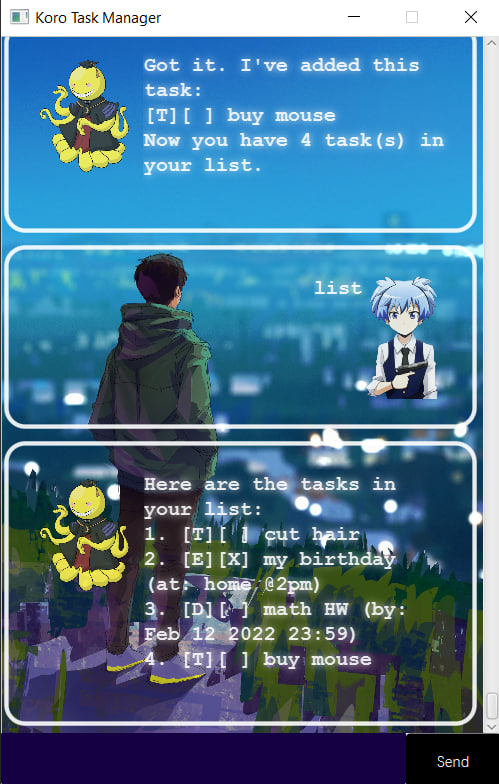 Koro Task Manager
Got it. I've added this
task:
[T][ ] buy mouse
Now you have 4 task(s) in
your list.
list
Here are the tasks in
your list:
1. [T][ ] cut hair
2. [E][X] my birthday
(at: home @2pm)
3. [D][ ] math HW (by:
Feb 12 2022 23:59)
4. [T][ ] buy mouse
Send